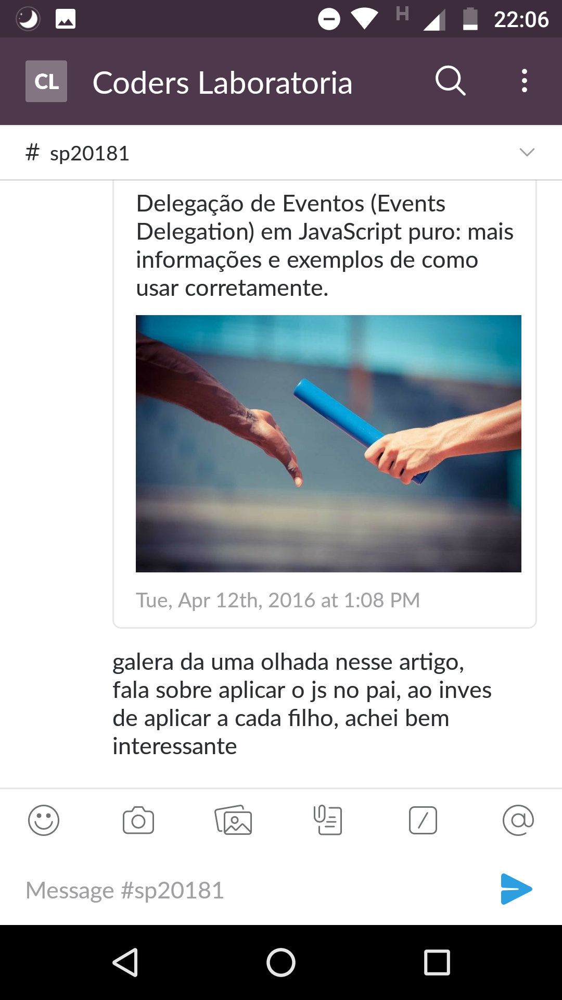 H
22:06
CL
Coders Laboratoria
# sp20181
Delegação de Eventos (Events
Delegation) em JavaScript puro: mais
informações e exemplos de como
usar corretamente.
Tue, Apr 12th, 2016 at 1:08 PM
galera da uma olhada nesse artigo,
fala sobre aplicar o js no pai, ao inves
de aplicar a cada filho, achei bem
interessante
Message #sp20181